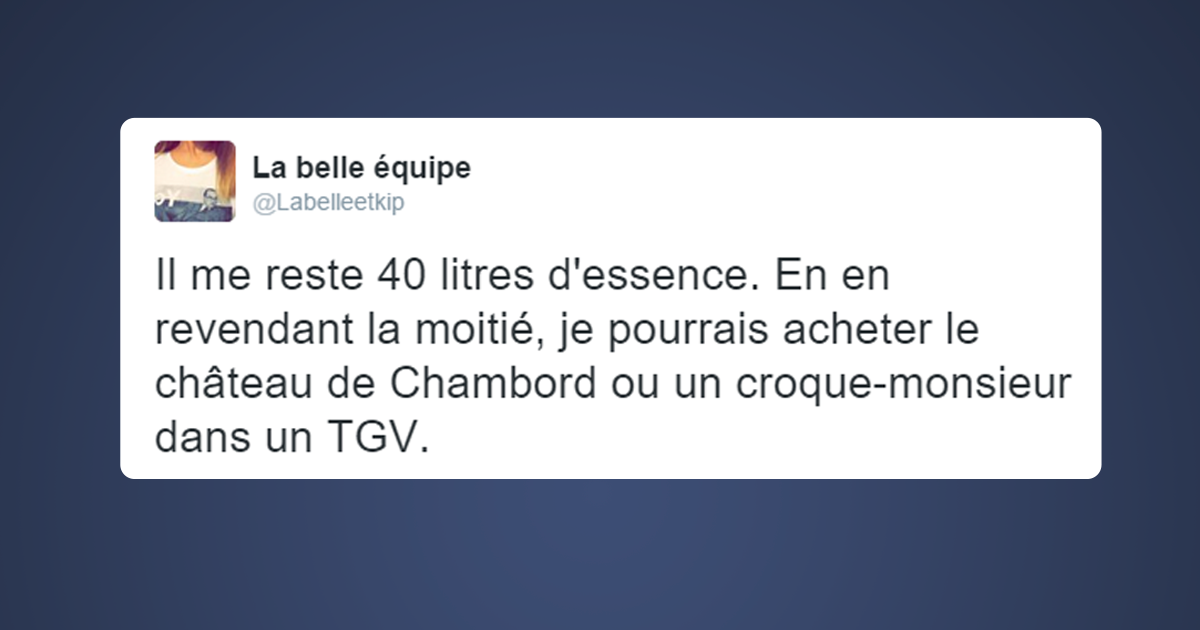 La belle équipe
@Labelleetkip
Il me reste 40 litres d'essence. En en
revendant la moitié, je pourrais acheter le
château de Chambord ou un croque-monsieur
dans un TGV.